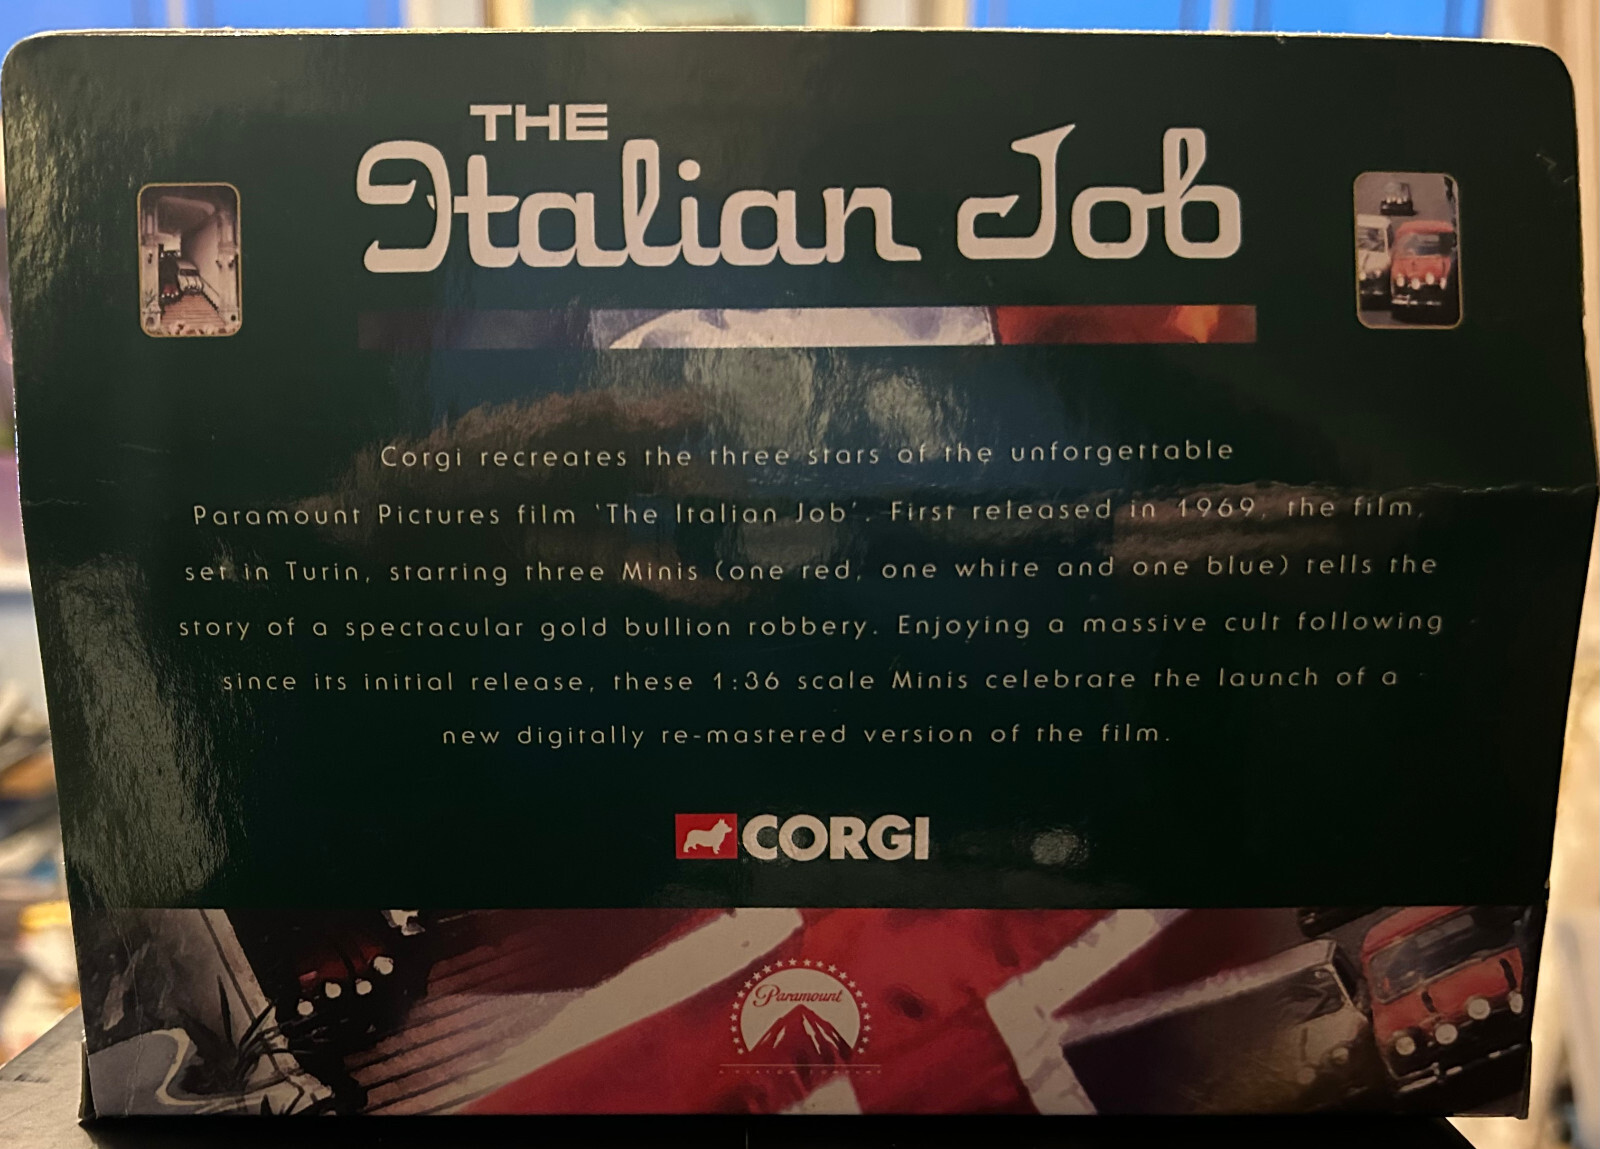 THE
Italian Job
Corgi recreates the three stars of the unforgettable
Paramount Pictures film 'The Italian Job'. First released in 1969, the film,
set in Turin, starring three Minis (one red, one white and one blue) tells the
story of a spectacular gold bullion robbery. Enjoying a massive cult following
since its initial release, these 1:36 scale Minis celebrate the launch of a
new digitally re-mastered version of the film.
CORGI
Paramount
A VIACOM COMPANY